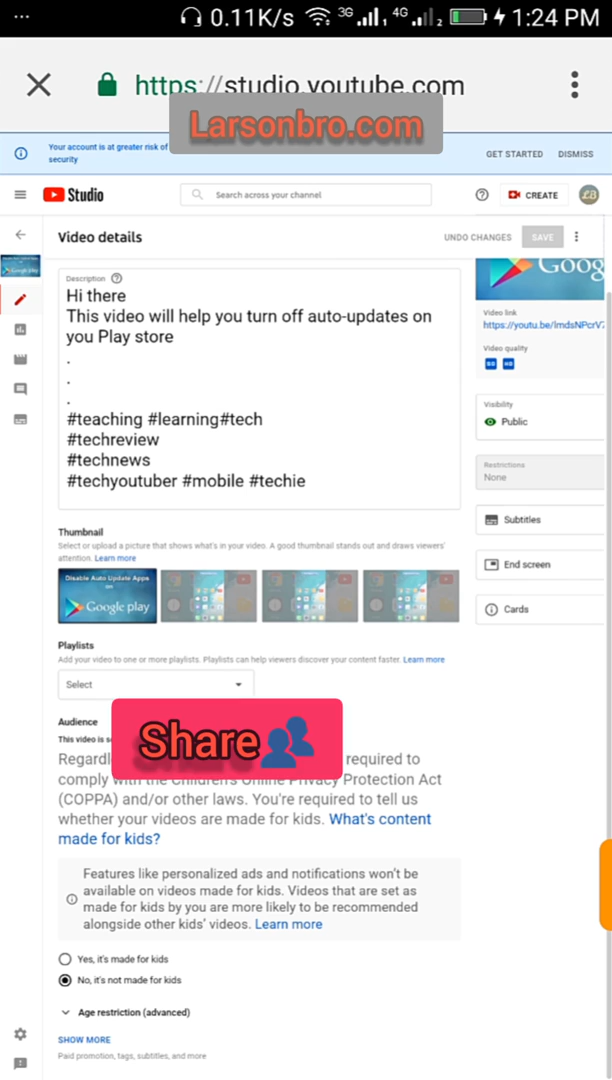 ... 0.11K/s 3G 1 4G 2 1:24 PM
https://studio.youtube.com
Larsonbro.com
Your account is at greater risk of
security
GET STARTED DISMISS
Studio
Search across your channel
CREATE
LB
Video details
UNDO CHANGES SAVE
Description
Hi there
This video will help you turn off auto-updates on
you Play store
.
.
.
#teaching #learning#tech
#techreview
#technews
#techyoutuber #mobile #techie
Goog
Video link
https://youtu.be/
Video quality
SD HD
Visibility
Public
Restrictions
None
Subtitles
End screen
Cards
Thumbnail
Select or upload a picture that shows what's in your video. A good thumbnail stands out and draws viewers'
attention. Learn more
Disable Auto Update Apps
on
Google play
Playlists
Add your video to one or more playlists. Playlists can help viewers discover your content faster. Learn more
Select
Share
Audience
This video is
Regardl required to
comply with the Children's Online Privacy Protection Act
(COPPA) and/or other laws. You're required to tell us
whether your videos are made for kids. What's content
made for kids?
Features like personalized ads and notifications won't be
available on videos made for kids. Videos that are set as
made for kids by you are more likely to be recommended
alongside other kids' videos. Learn more
Yes, it's made for kids
No, it's not made for kids
Age restriction (advanced)
SHOW MORE
Paid promotion, tags, subtitles, and more